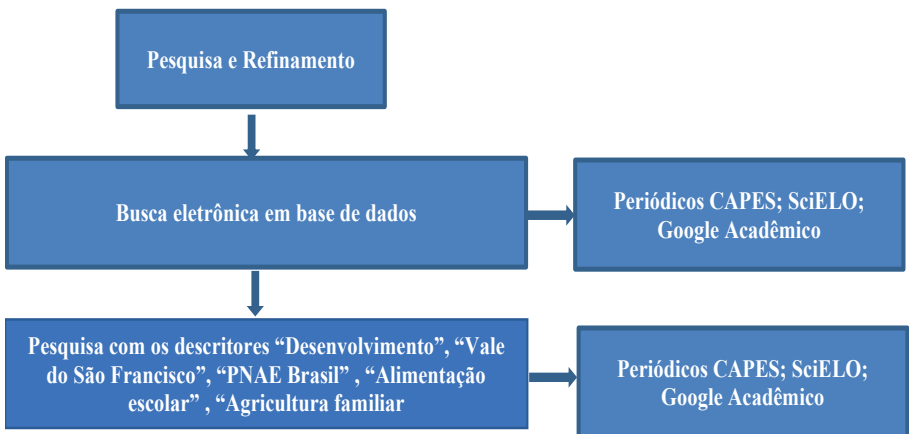 Pesquisa e Refinamento
Busca eletrônica em base de dados
Periódicos CAPES; SciELO;
Google Acadêmico
Pesquisa com os descritores “Desenvolvimento”, “Vale
do São Francisco”, “PNAE Brasil” , “Alimentação
escolar” , “Agricultura familiar
Periódicos CAPES; SciELO;
Google Acadêmico